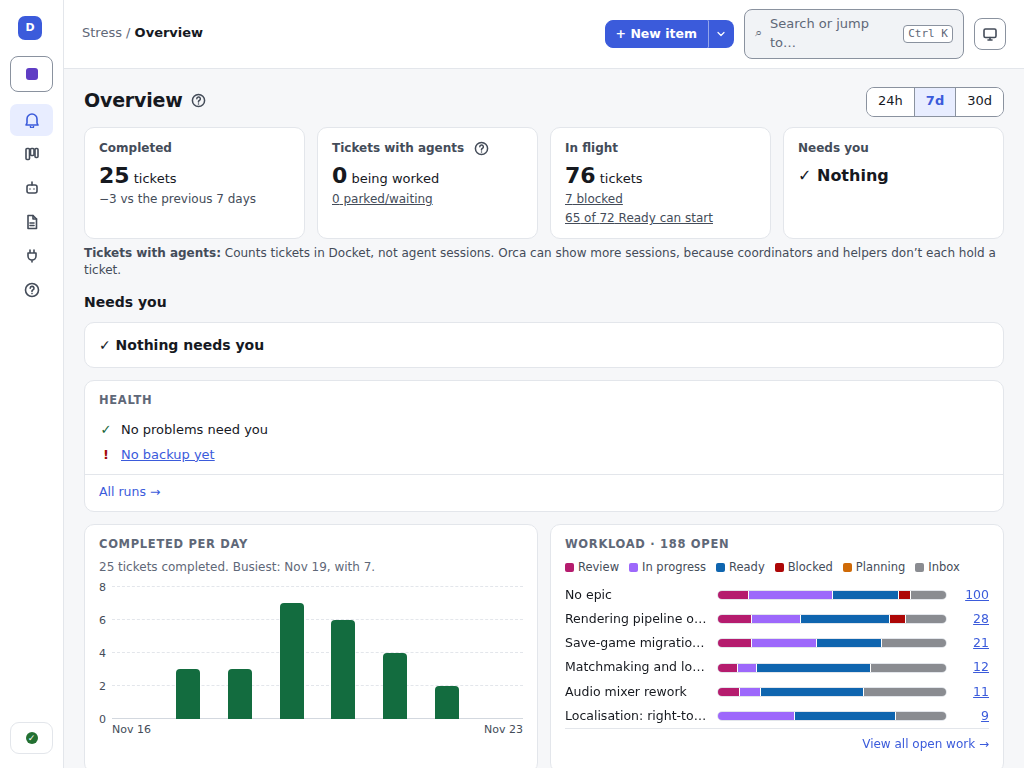 D
Stress / Overview
+ New item
Search or jump to…
Ctrl K
Overview
24h 7d 30d
Completed
25 tickets
−3 vs the previous 7 days
Tickets with agents
0 being worked
0 parked/waiting
In flight
76 tickets
7 blocked
65 of 72 Ready can start
Needs you
✓ Nothing
Tickets with agents: Counts tickets in Docket, not agent sessions. Orca can show more sessions, because coordinators and helpers don’t each hold a
ticket.
Needs you
✓ Nothing needs you
HEALTH
✓ No problems need you
! No backup yet
All runs →
COMPLETED PER DAY
25 tickets completed. Busiest: Nov 19, with 7.
8
6
4
2
0
Nov 16 Nov 23
WORKLOAD · 188 OPEN
Review In progress Ready Blocked Planning Inbox
No epic 100
Rendering pipeline o… 28
Save-game migratio… 21
Matchmaking and lo… 12
Audio mixer rework 11
Localisation: right-to… 9
View all open work →